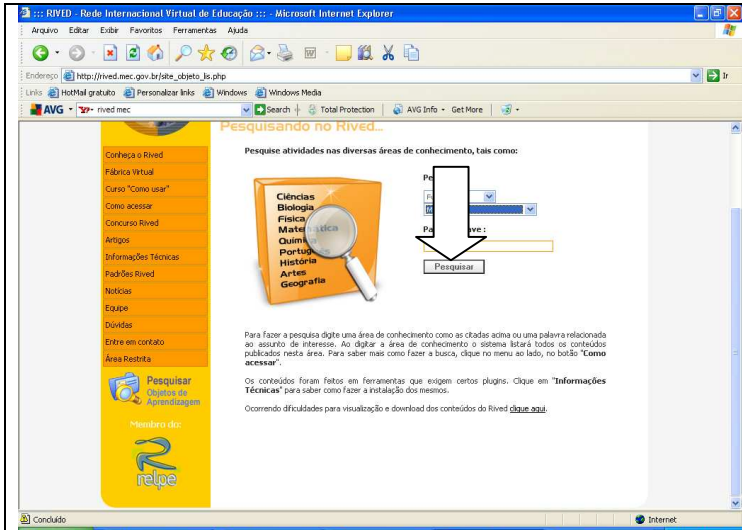 ::: RIVED - Rede Internacional Virtual de Educação ::: - Microsoft Internet Explorer
Arquivo Editar Exibir Favoritos Ferramentas Ajuda
Endereço http://rived.mec.gov.br/site_objeto_lis.php Ir
Links HotMail gratuito Personalizar links Windows Windows Media
AVG rived mec Search Total Protection AVG Info Get More
Pesquisando no Rived...
Pesquise atividades nas diversas áreas de conhecimento, tais como:
Conheça o Rived
Fábrica Virtual
Curso "Como usar"
Como acessar
Concurso Rived
Artigos
Informações Técnicas
Padrões Rived
Notícias
Equipe
Dúvidas
Entre em contato
Área Restrita
Pesquisar
Objetos de
Aprendizagem
Membro do:
relpe
Ciências
Biologia
Física
Matemática
Química
Português
História
Artes
Geografia
Pesquisar
Para fazer a pesquisa digite uma área de conhecimento como as citadas acima ou uma palavra relacionada
ao assunto de interesse. Ao digitar a área de conhecimento o sistema listará todos os conteúdos
publicados nesta área. Para saber mais como fazer a busca, clique no menu ao lado, no botão "Como
acessar".
Os conteúdos foram feitos em ferramentas que exigem certos plugins. Clique em "Informações
Técnicas" para saber como fazer a instalação dos mesmos.
Ocorrendo dificuldades para visualização e download dos conteúdos do Rived clique aqui.
Concluído Internet